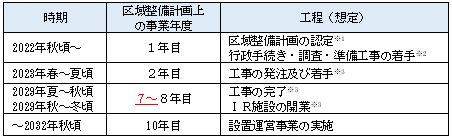 時期
区域整備計画上
の事業年度
工程（想定）
2022年秋頃～
１年目
区域整備計画の認定※1
行政手続き・調査・準備工事の着手※2
2023年春～夏頃
２年目
工事の発注及び着手※3
2029年夏～秋頃
2029年秋～冬頃
７～８年目
工事の完了※3
ＩＲ施設の開業※3
～2032年秋頃
10年目
設置運営事業の実施